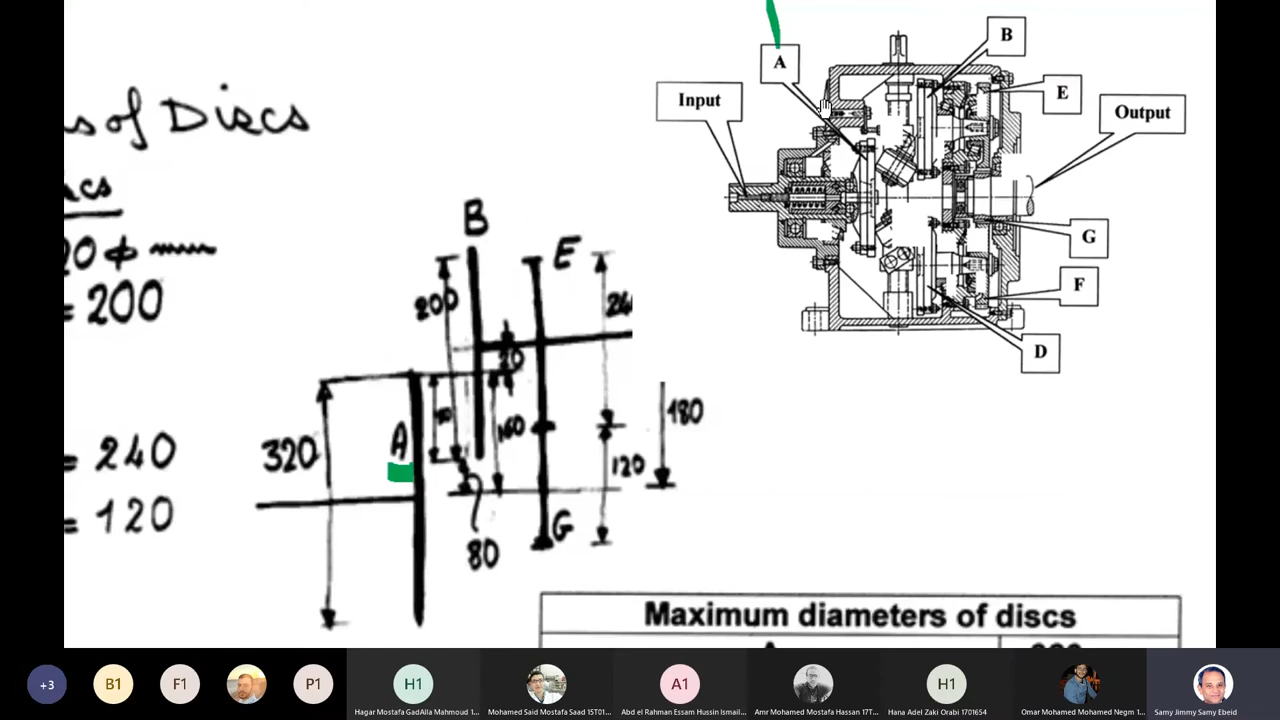 s of Discs
cs
20 ϕ mm
= 200
= 240
= 120
B
E
200
20
A
320
160
120
180
G
80
A
B
E
Input
Output
G
F
D
Maximum diameters of discs
+3
B1
F1
P1
H1
A1
H1
Hagar Mostafa GadAlla Mahmoud 1...
Mohamed Said Mostafa Saad 15T01...
Abd el Rahman Essam Hussin Ismail...
Amr Mohamed Mostafa Hassan 17T...
Hana Adel Zaki Orabi 1701654
Omar Mohamed Mohamed Negm 1...
Samy Jimmy Samy Ebeid